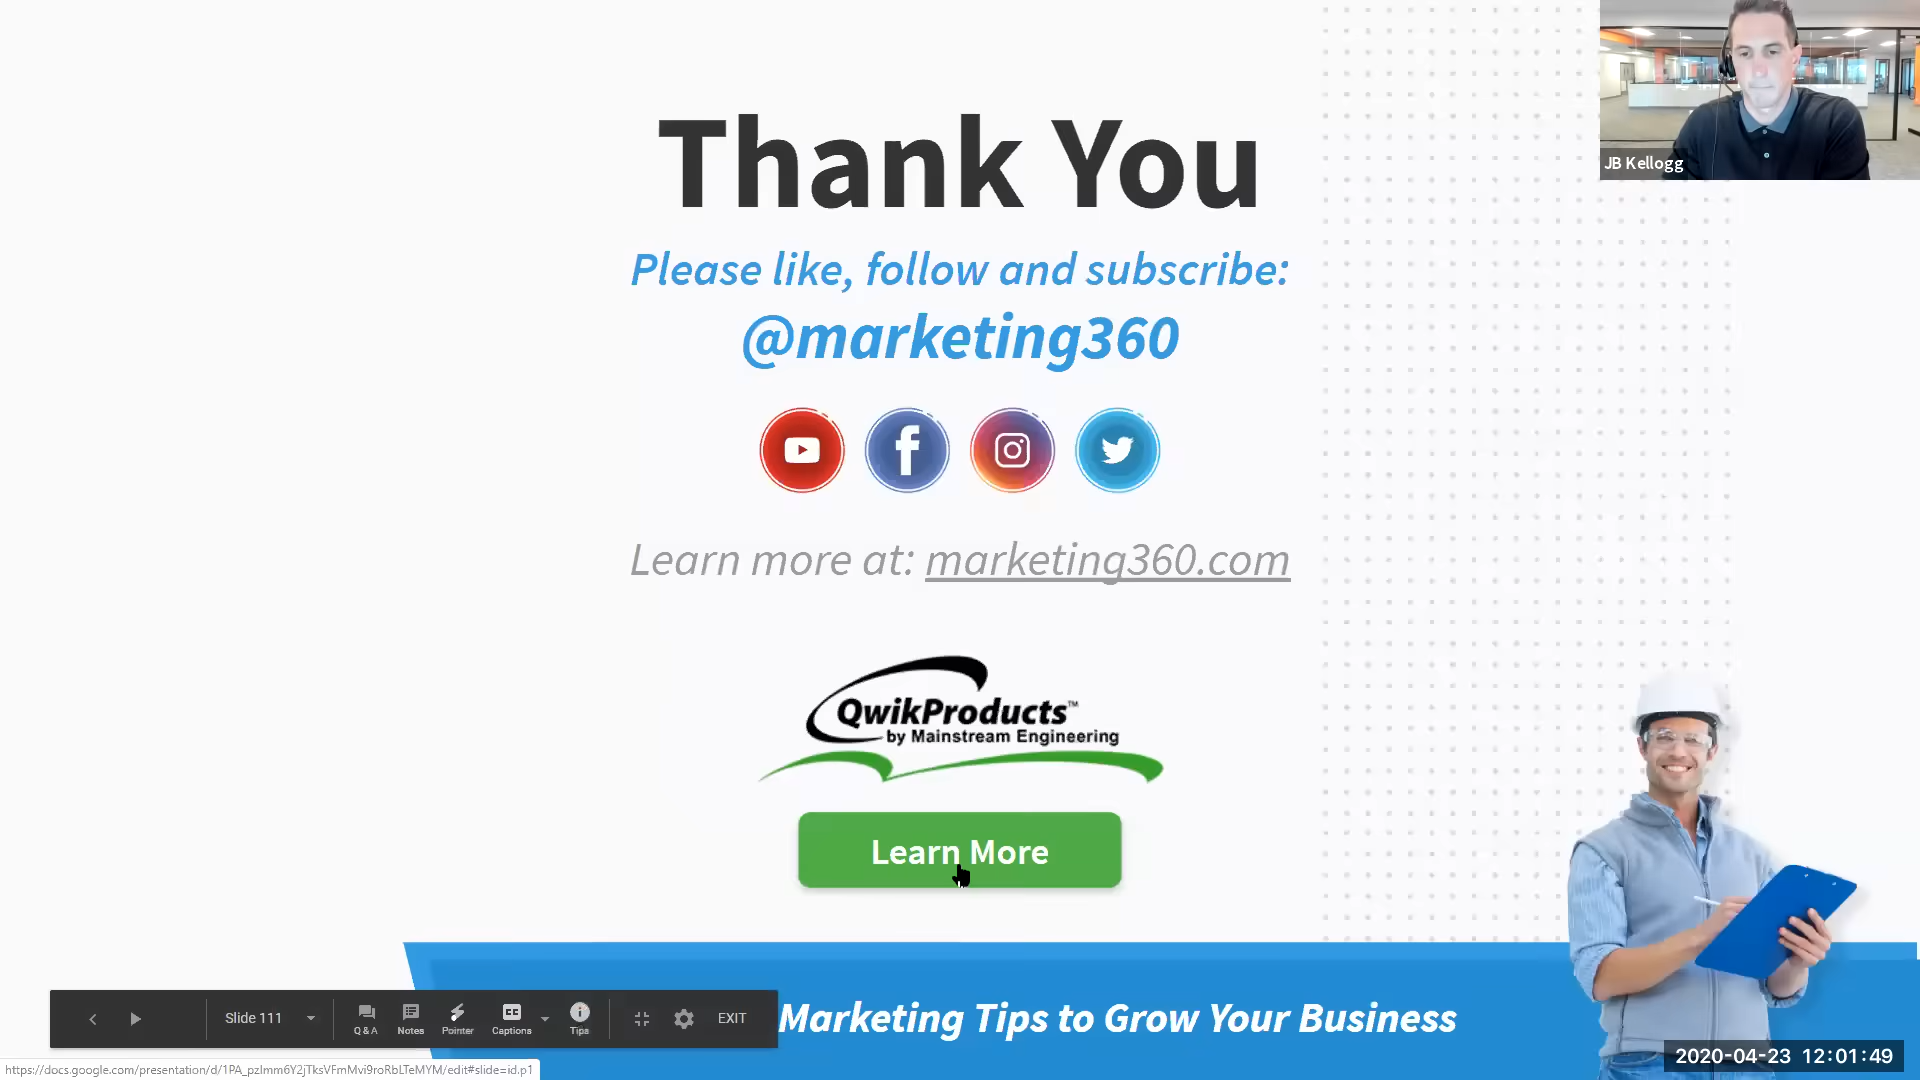 Thank You
Please like, follow and subscribe:
@marketing360
Learn more at: marketing360.com
QwikProducts™
by Mainstream Engineering
Learn More
Marketing Tips to Grow Your Business
JB Kellogg
Slide 111
Q & A
Notes
Pointer
Captions
Tips
EXIT
https://docs.google.com/presentation/d/1PA_pzlmm6Y2jTksVFmMvi9roRbLTeMYM/edit#slide=id.p1
2020-04-23 12:01:49